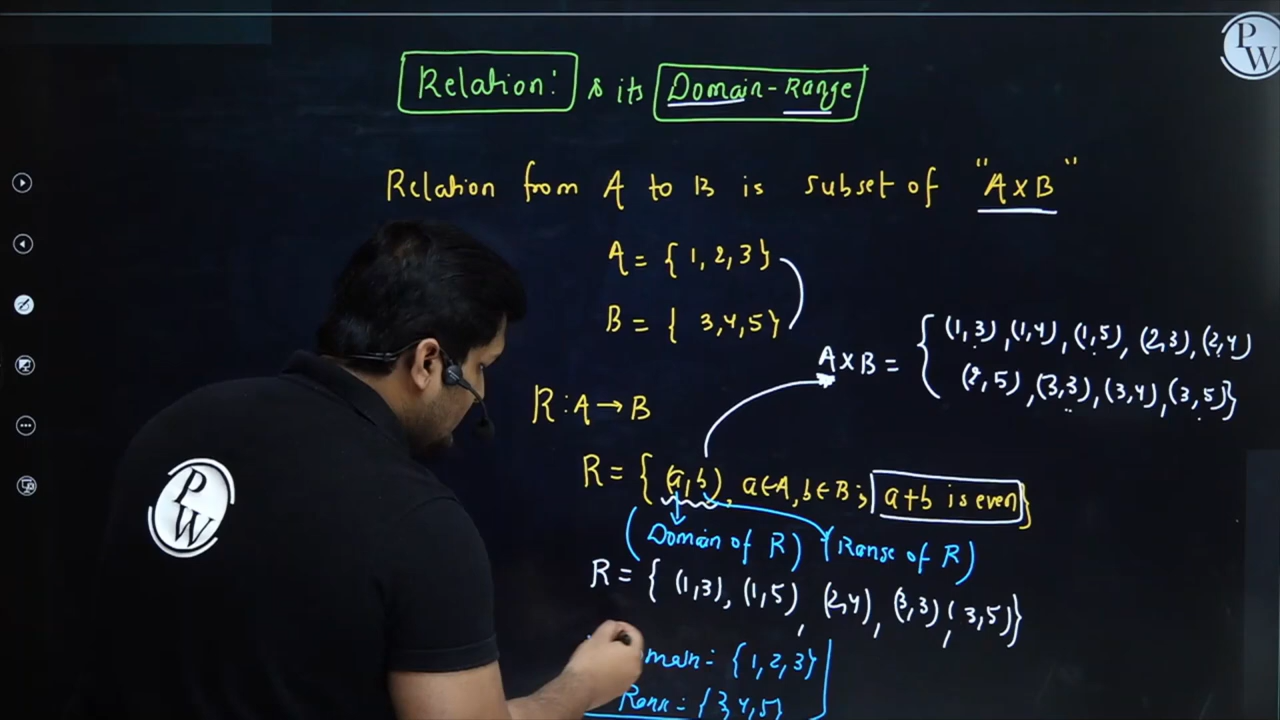 P
W
Relation: & its Domain-Range
Relation from A to B is subset of "A×B"
A = { 1, 2, 3}
B = { 3,4,5}
A×B = { (1,3), (1,4), (1,5), (2,3), (2,4)
(2,5), (3,3), (3,4), (3,5)}
R : A → B
R = { (a,b), a∈A, b∈B; a+b is even}
(Domain of R) (Range of R)
R = { (1,3), (1,5), (2,4), (3,3), (3,5)}
main = {1,2,3}
= {3,4,5}
P
W